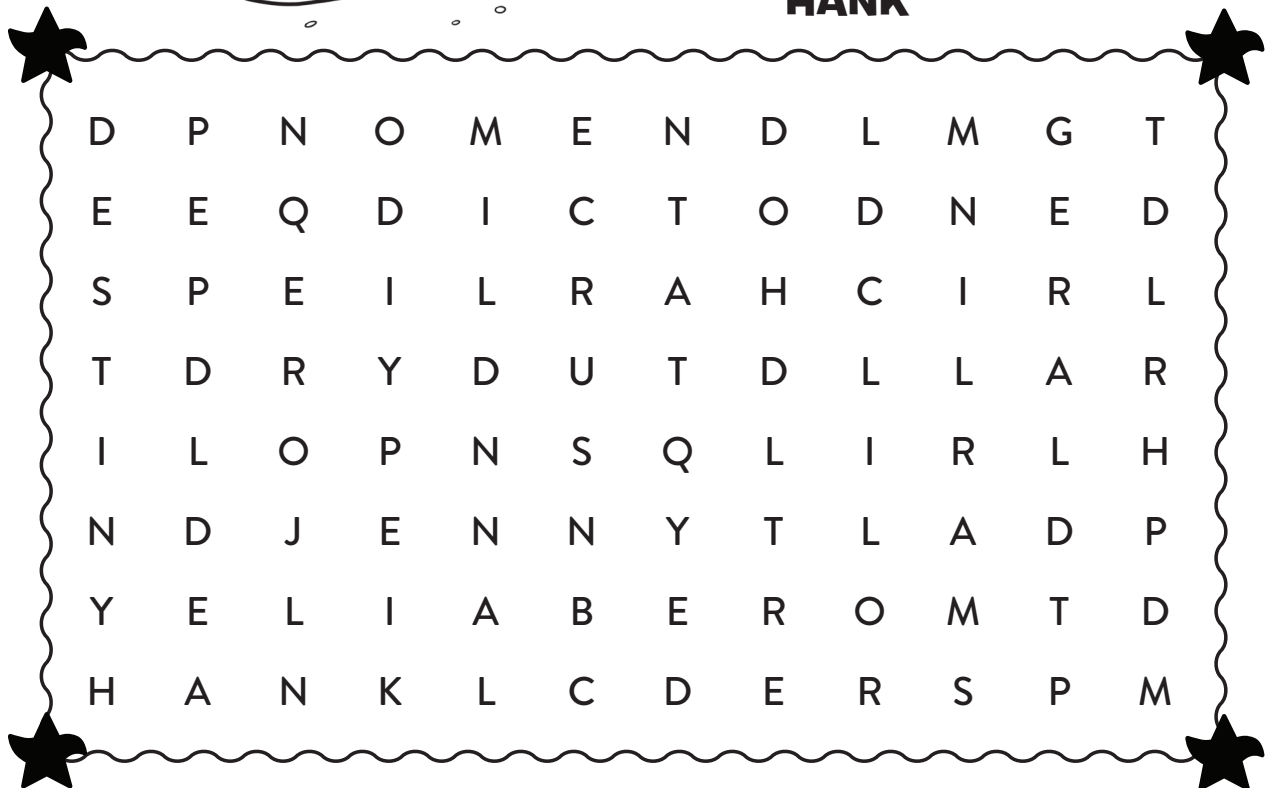 HANK
D P N O M E N D L M G T
E E Q D I C T O D N E D
S P E I L R A H C I R L
T D R Y D U T D L L A R
I L O P N S Q L I R L H
N D J E N N Y T L A D P
Y E L I A B E R O M T D
H A N K L C D E R S P M